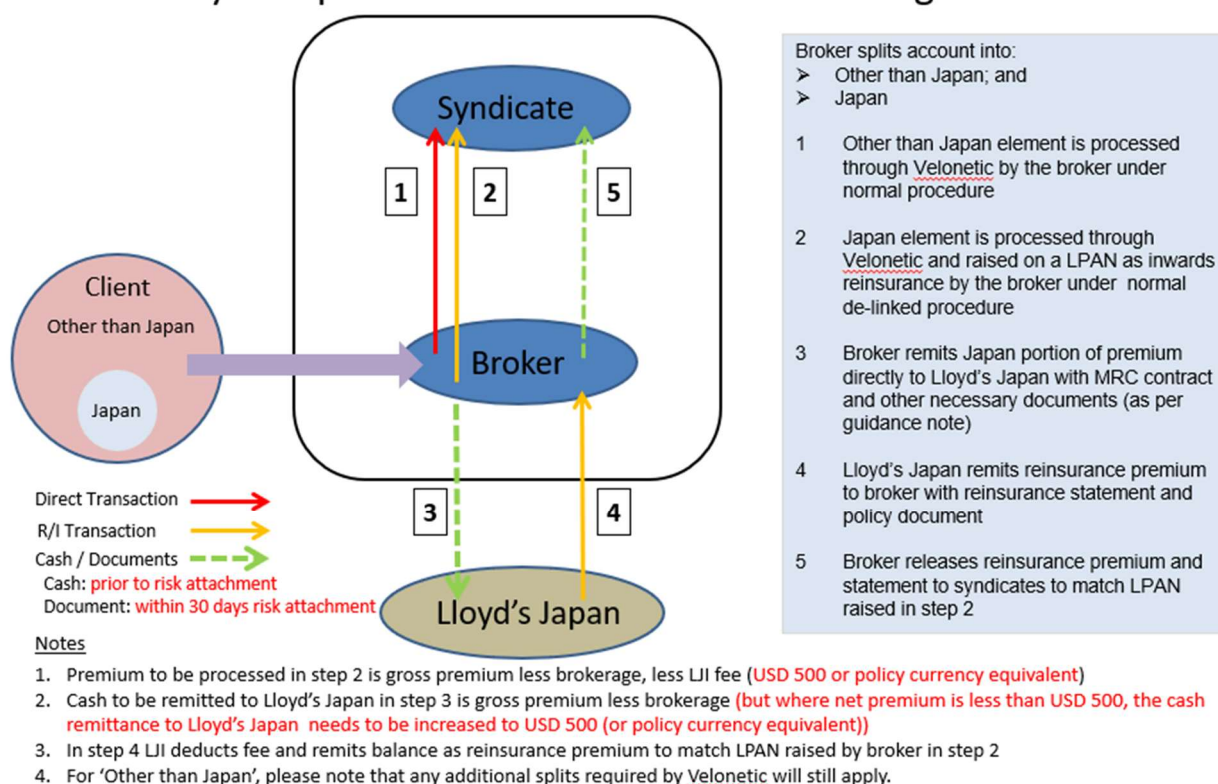 Syndicate
1
2
5
Client
Other than Japan
Japan
Broker
3
4
Lloyd's Japan
Direct Transaction
R/I Transaction
Cash / Documents
Cash: prior to risk attachment
Document: within 30 days risk attachment
Broker splits account into:
➢ Other than Japan; and
➢ Japan
1 Other than Japan element is processed
through Velonetic by the broker under
normal procedure
2 Japan element is processed through
Velonetic and raised on a LPAN as inwards
reinsurance by the broker under normal
de-linked procedure
3 Broker remits Japan portion of premium
directly to Lloyd's Japan with MRC contract
and other necessary documents (as per
guidance note)
4 Lloyd's Japan remits reinsurance premium
to broker with reinsurance statement and
policy document
5 Broker releases reinsurance premium and
statement to syndicates to match LPAN
raised in step 2
Notes
1. Premium to be processed in step 2 is gross premium less brokerage, less LJI fee (USD 500 or policy currency equivalent)
2. Cash to be remitted to Lloyd's Japan in step 3 is gross premium less brokerage (but where net premium is less than USD 500, the cash
remittance to Lloyd's Japan needs to be increased to USD 500 (or policy currency equivalent))
3. In step 4 LJI deducts fee and remits balance as reinsurance premium to match LPAN raised by broker in step 2
4. For 'Other than Japan', please note that any additional splits required by Velonetic will still apply.